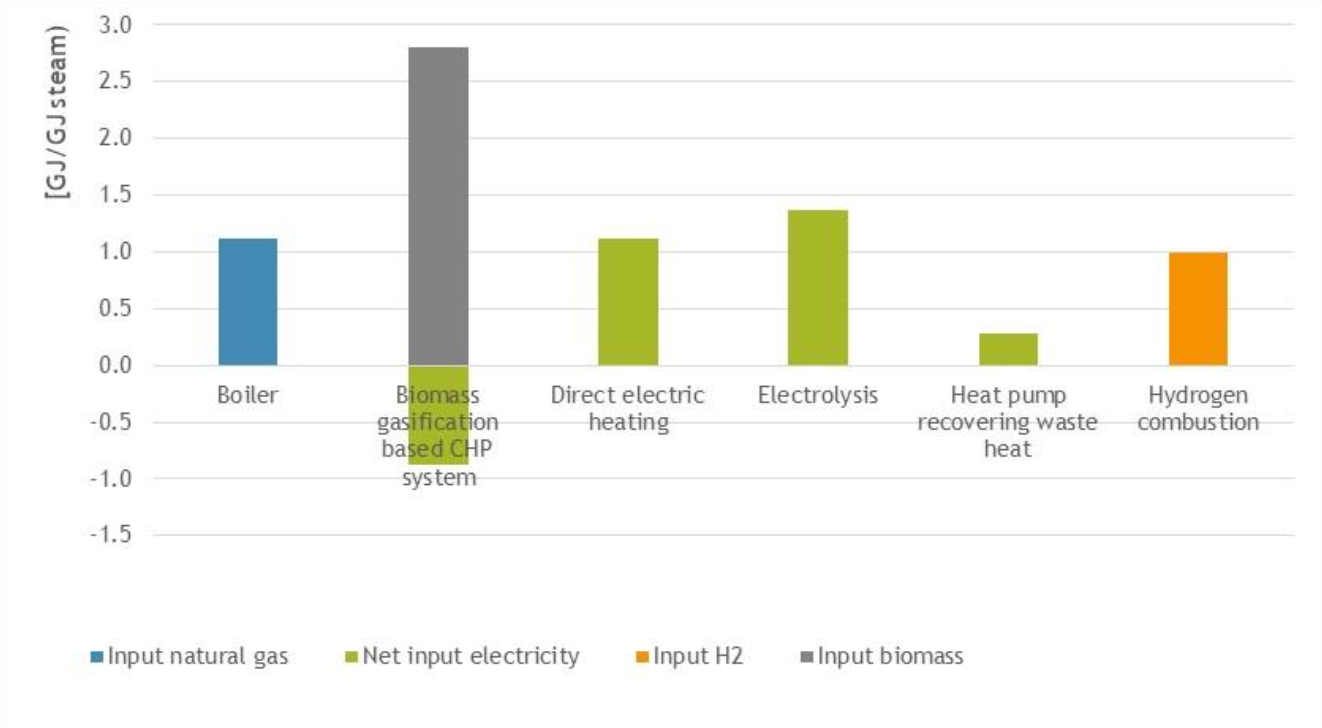 [GJ/GJ steam)
3.0
2.5
2.0
1.5
1.0
0.5
0.0
-0.5
-1.0
-1.5
Boiler
Biomass
gasification
based CHP
system
Direct electric
heating
Electrolysis
Heat pump
recovering waste
heat
Hydrogen
combustion
Input natural gas
Net input electricity
Input H2
Input biomass